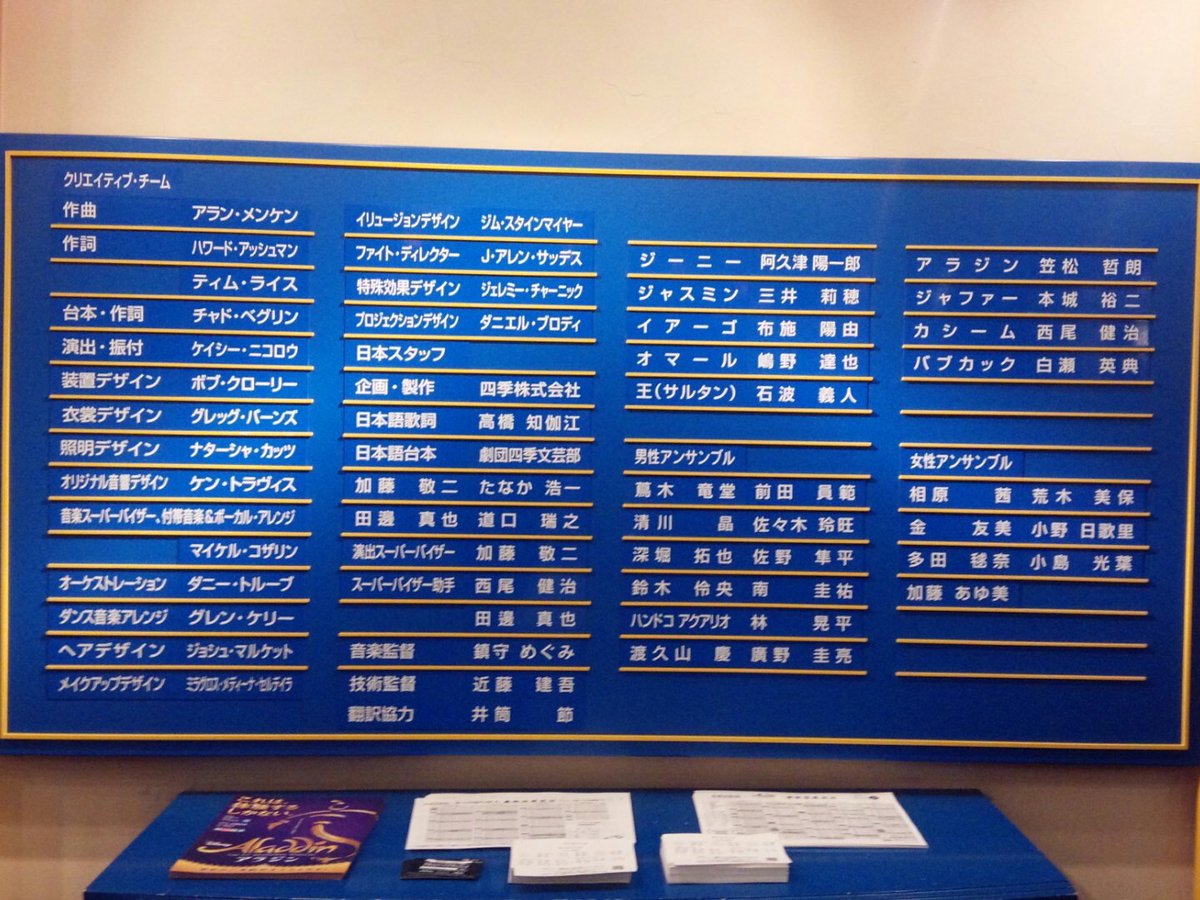 クリエイティブ・チーム
作曲 アラン・メンケン
作詞 ハワード・アッシュマン
ティム・ライス
台本・作詞 チャド・ベグリン
演出・振付 ケイシー・ニコロウ
装置デザイン ボブ・クローリー
衣裳デザイン グレッグ・バーンズ
照明デザイン ナターシャ・カッツ
オリジナル音響デザイン ケン・トラヴィス
音楽スーパーバイザー、付帯音楽&ボーカル・アレンジ
マイケル・コザリン
オーケストレーション ダニー・トルーブ
ダンス音楽アレンジ グレン・ケリー
ヘアデザイン ジョシュ・マルケット
メイクアップデザイン ミラグロス・メディーナ・セルデイラ
イリュージョンデザイン ジム・スタインマイヤー
ファイト・ディレクター J・アレン・サッデス
特殊効果デザイン ジェレミー・チャーニック
プロジェクションデザイン ダニエル・ブロディ
日本スタッフ
企画・製作 四季株式会社
日本語歌詞 高橋 知伽江
日本語台本 劇団四季文芸部
加藤 敬二 たなか 浩一
田邊 真也 道口 瑞之
演出スーパーバイザー 加藤 敬二
スーパーバイザー助手 西尾 健治
田邊 真也
音楽監督 鎮守 めぐみ
技術監督 近藤 建吾
翻訳協力 井筒 節
ジーニー 阿久津 陽一郎
ジャスミン 三井 莉穂
イアーゴ 布施 陽由
オマール 嶋野 達也
王(サルタン) 石波 義人
男性アンサンブル
蔦木 竜堂 前田 員範
清川 晶 佐々木 玲旺
深堀 拓也 佐野 隼平
鈴木 伶央 南 圭祐
ハンドコ アクアリオ 林 晃平
渡久山 慶 廣野 圭亮
アラジン 笠松 哲朗
ジャファー 本城 裕二
カシーム 西尾 健治
バブカック 白瀬 英典
女性アンサンブル
相原 茜 荒木 美保
金 友美 小野 日歌里
多田 毬奈 小島 光葉
加藤 あゆ美
これは
体験する
しかない。
Aladdin
アラジン